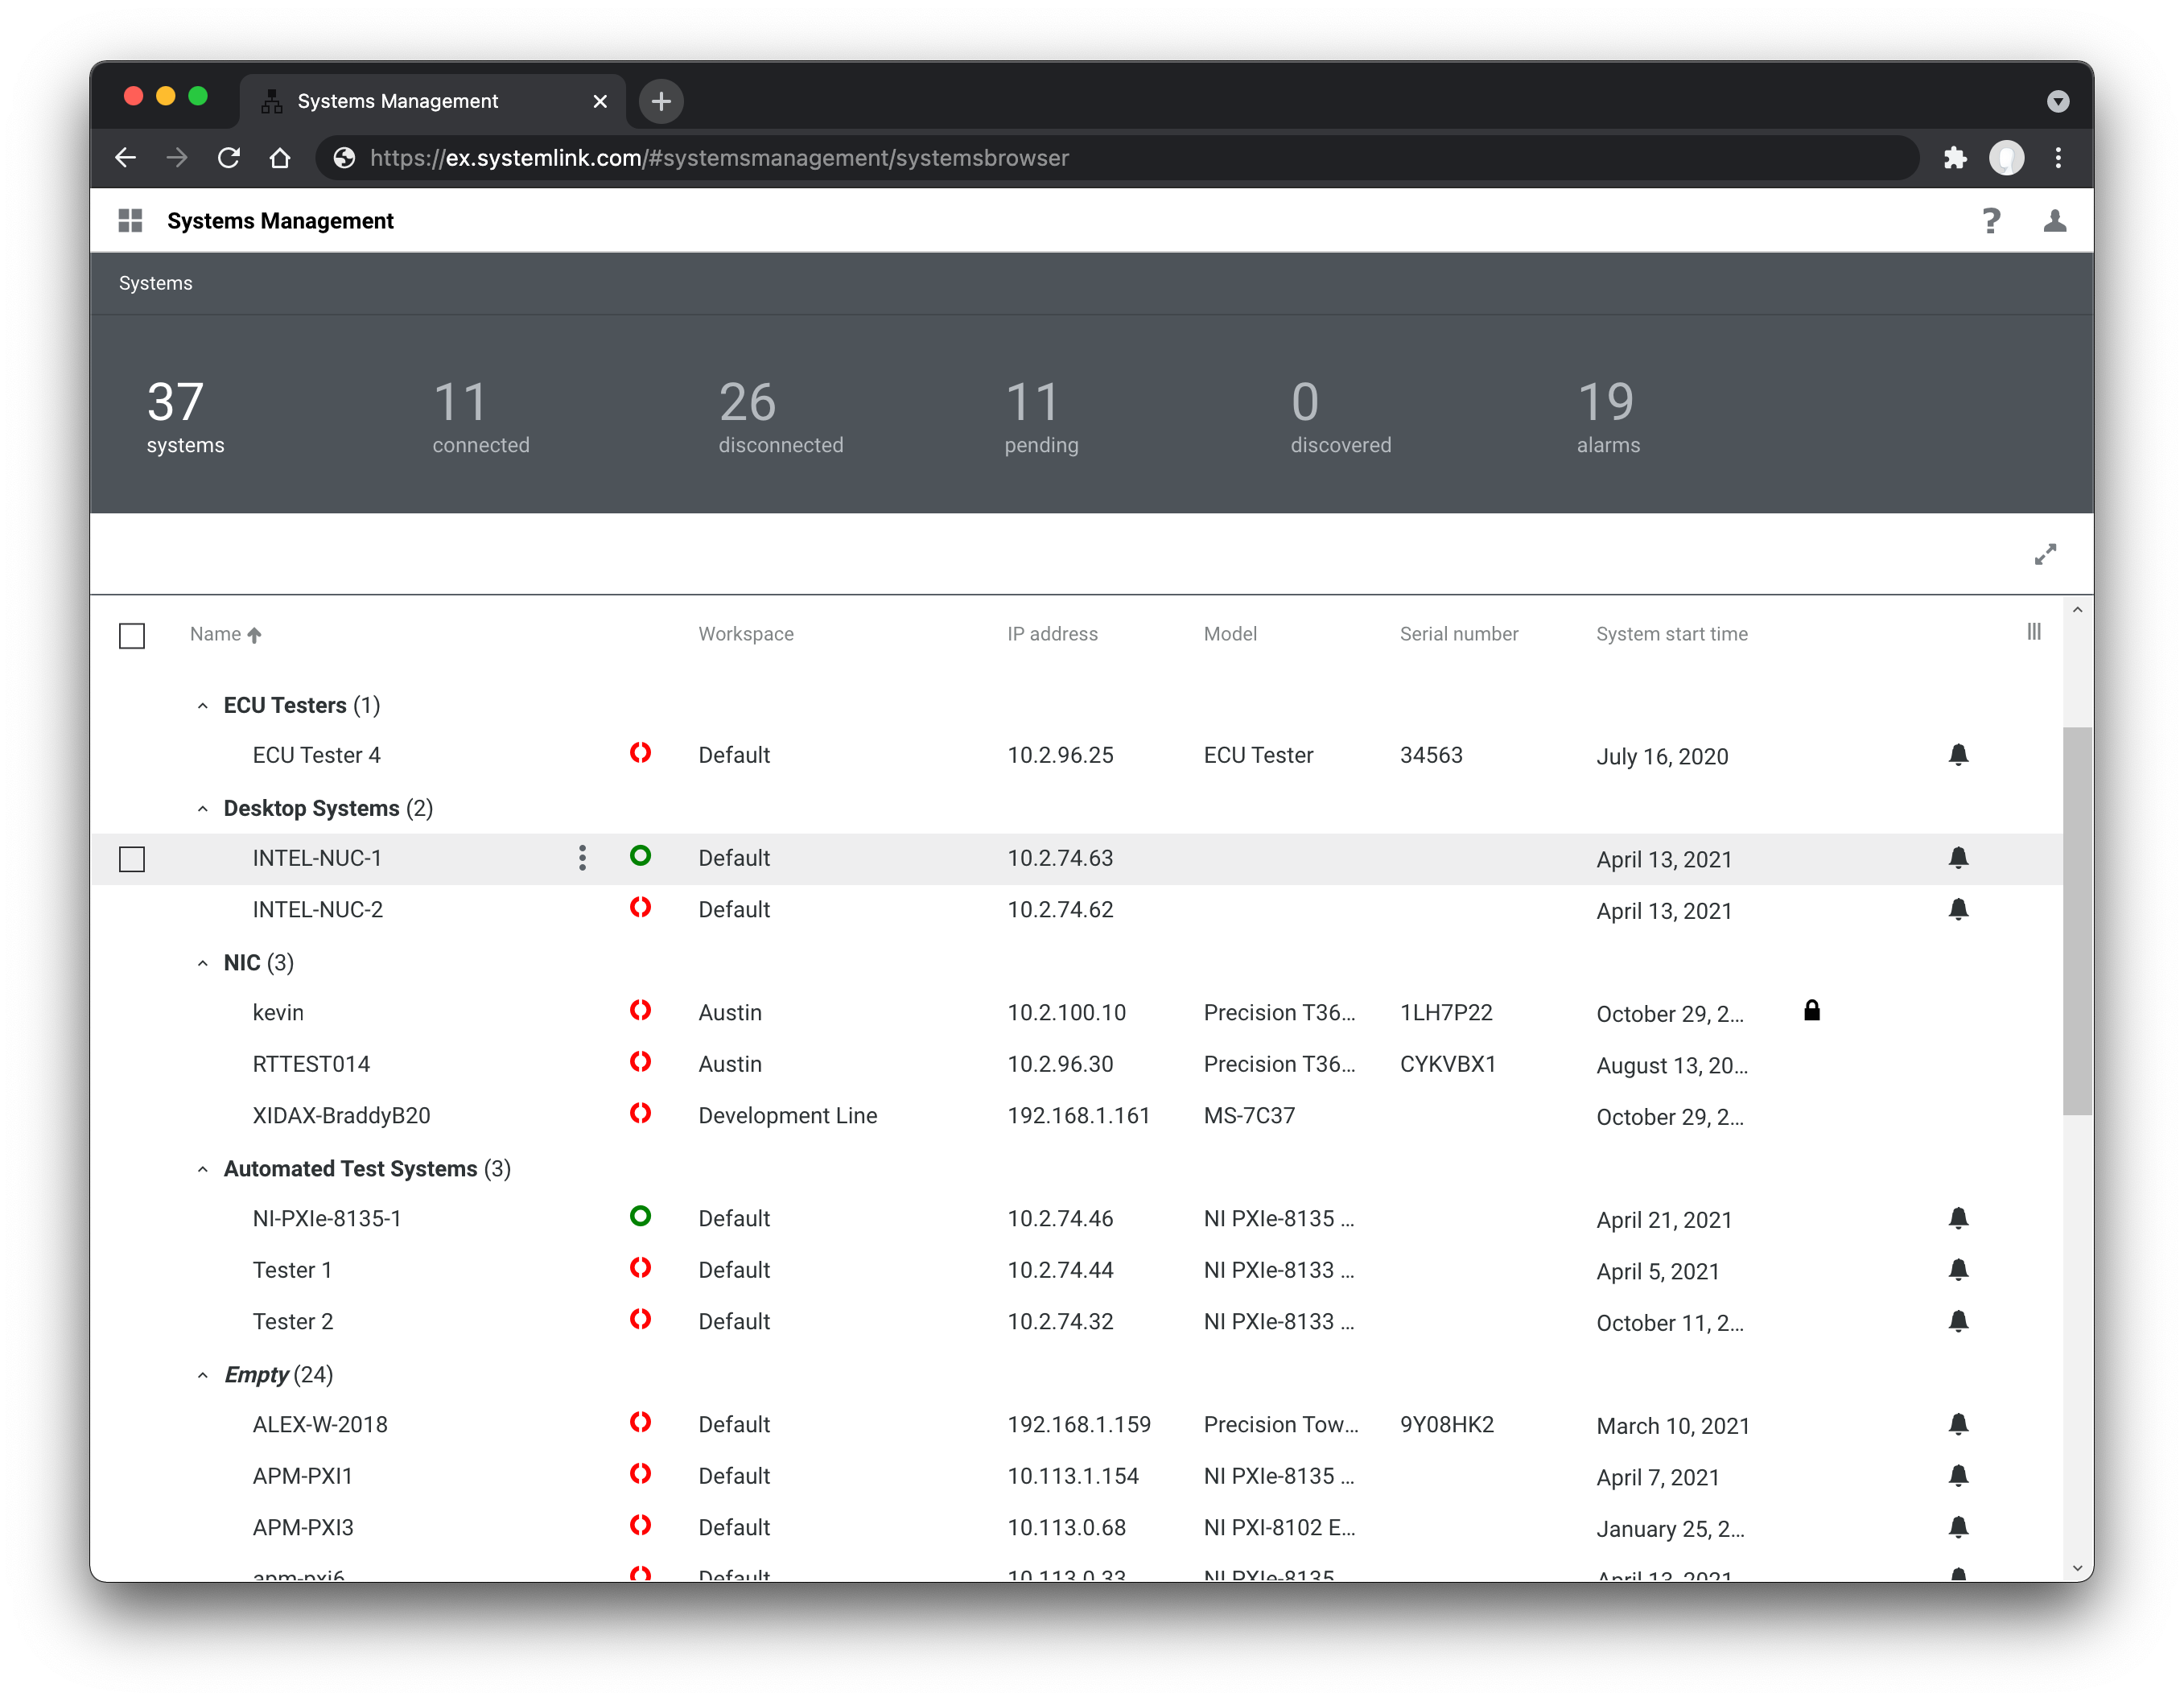 Systems Management
https://ex.systemlink.com/#systemsmanagement/systemsbrowser
Systems Management ?
Systems
37 11 26 11 0 19
systems connected disconnected pending discovered alarms
Name Workspace IP address Model Serial number System start time
ECU Testers (1)
ECU Tester 4 Default 10.2.96.25 ECU Tester 34563 July 16, 2020
Desktop Systems (2)
INTEL-NUC-1 Default 10.2.74.63 April 13, 2021
INTEL-NUC-2 Default 10.2.74.62 April 13, 2021
NIC (3)
kevin Austin 10.2.100.10 Precision T36... 1LH7P22 October 29, 2...
RTTEST014 Austin 10.2.96.30 Precision T36... CYKVBX1 August 13, 20...
XIDAX-BraddyB20 Development Line 192.168.1.161 MS-7C37 October 29, 2...
Automated Test Systems (3)
NI-PXIe-8135-1 Default 10.2.74.46 NI PXIe-8135 ... April 21, 2021
Tester 1 Default 10.2.74.44 NI PXIe-8133 ... April 5, 2021
Tester 2 Default 10.2.74.32 NI PXIe-8133 ... October 11, 2...
Empty (24)
ALEX-W-2018 Default 192.168.1.159 Precision Tow... 9Y08HK2 March 10, 2021
APM-PXI1 Default 10.113.1.154 NI PXIe-8135 ... April 7, 2021
APM-PXI3 Default 10.113.0.68 NI PXI-8102 E... January 25, 2...
apm-pxi6 Default 10.113.0.33 NI PXIe-8135 April 13, 2021